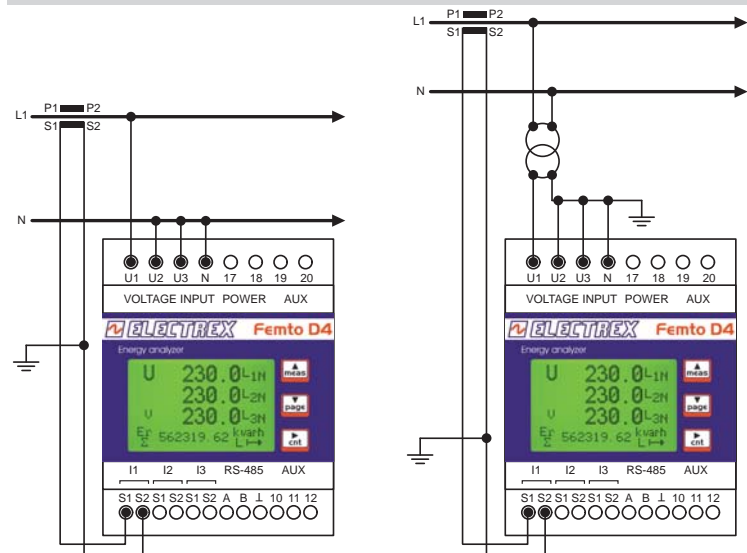 P1 P2
L1
S1 S2
N
U1 U2 U3 N 17 18 19 20
VOLTAGE INPUT POWER AUX
ELECTREX Femto D4
Energy analyzer
U 230.0 L1N
230.0 L2N
V 230.0 L3N
Er Σ 562319.62 kvarh L
meas
page
cnt
I1 I2 I3 RS-485 AUX
S1 S2 S1 S2 S1 S2 A B ⊥ 10 11 12
P1 P2
L1
S1 S2
N
U1 U2 U3 N 17 18 19 20
VOLTAGE INPUT POWER AUX
ELECTREX Femto D4
Energy analyzer
U 230.0 L1N
230.0 L2N
V 230.0 L3N
Er Σ 562319.62 kvarh L
meas
page
cnt
I1 I2 I3 RS-485 AUX
S1 S2 S1 S2 S1 S2 A B ⊥ 10 11 12